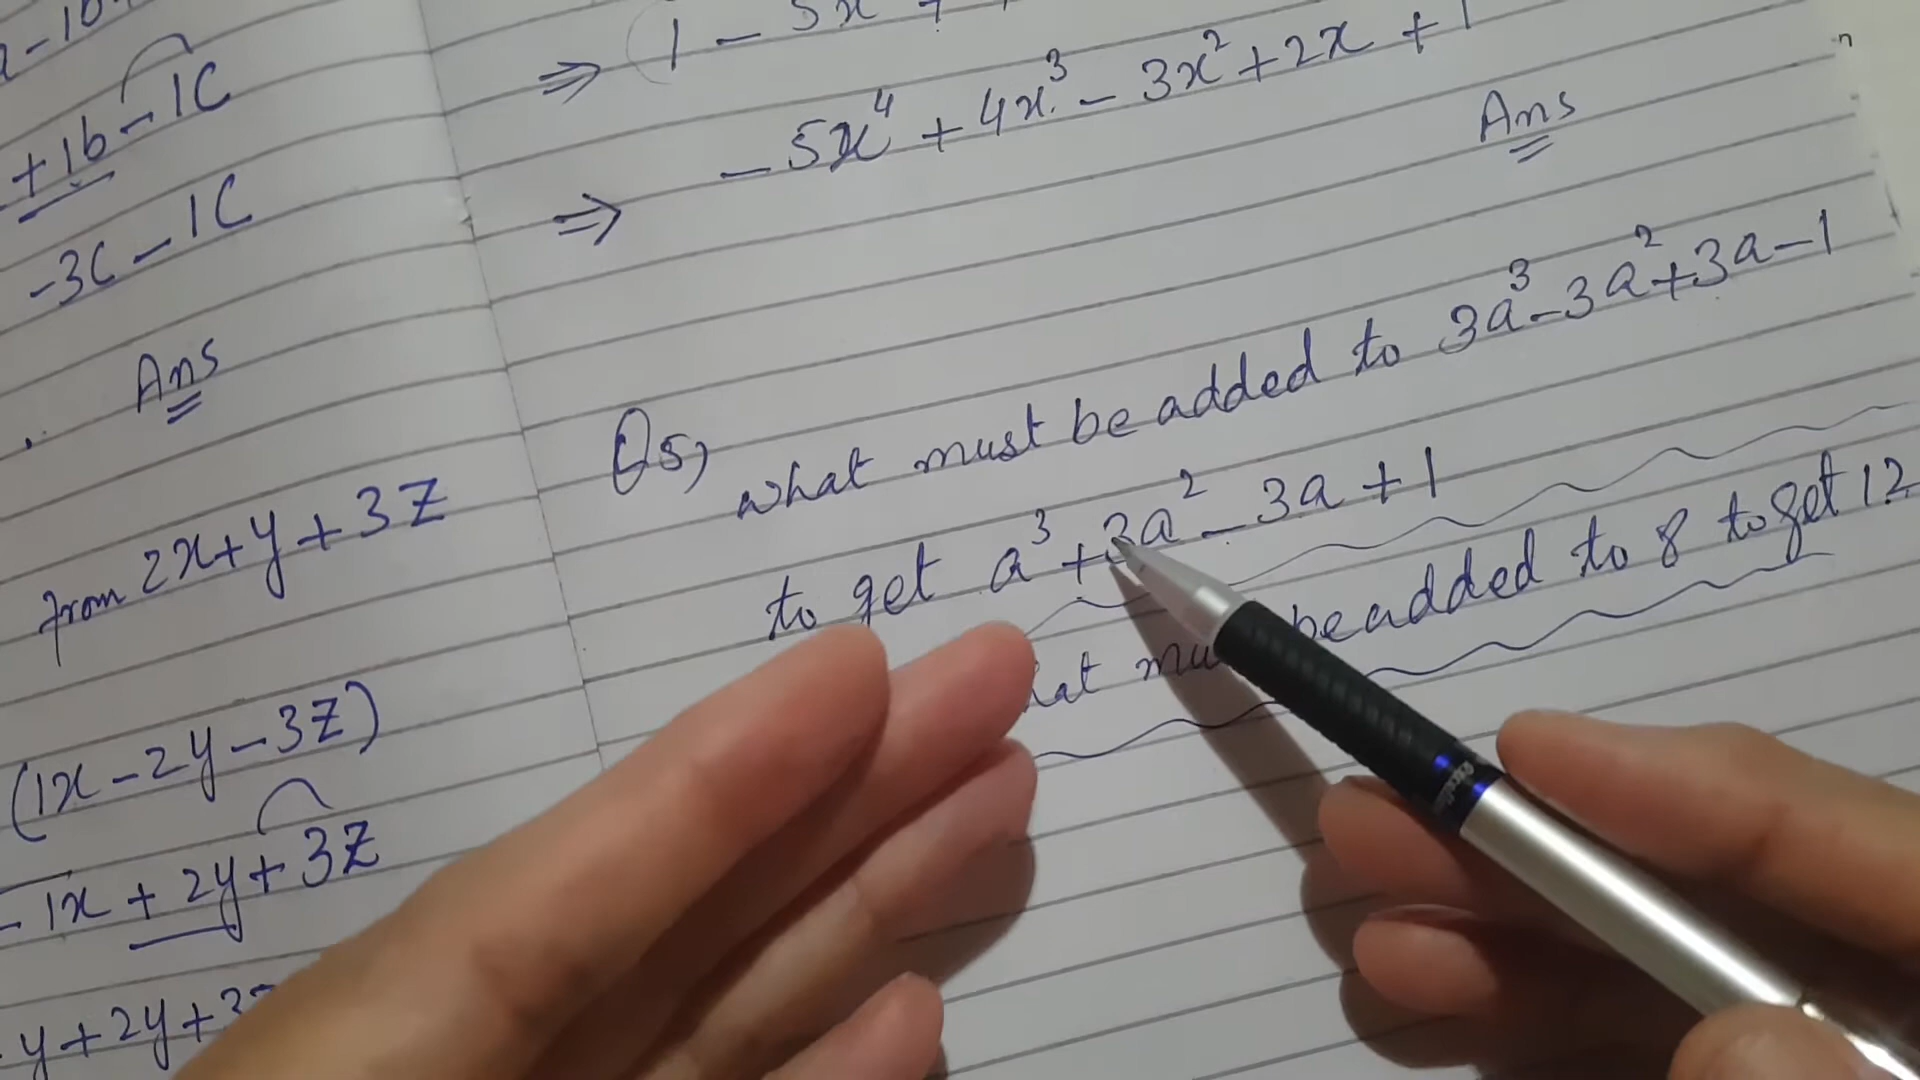 +1b-1C
-3C-1C
Ans
from 2x+y+3z
(1x-2y-3z)
-1x+2y+3z
y+2y+3z
⇒ 1-5x+
⇒ -5x⁴+4x³-3x²+2x+1
Ans
Q5, what must be added to 3a³-3a²+3a-1
to get a³+3a²-3a+1
be added to 8 to get 12